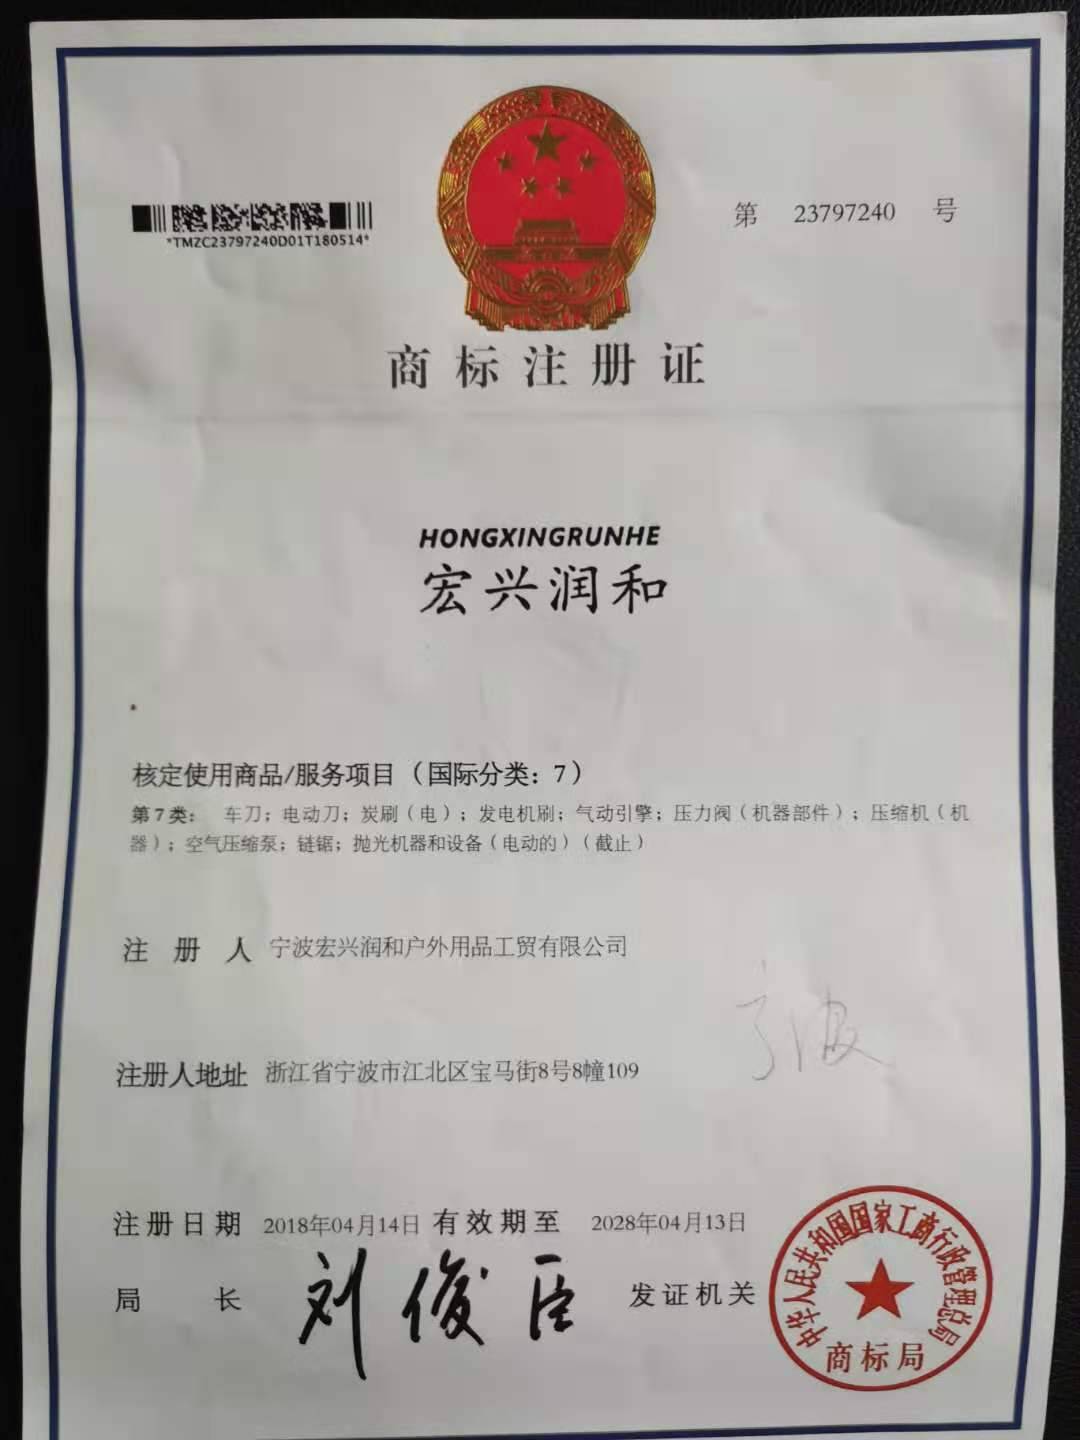 *TMZC23797240D01T180514*
第 23797240 号
商标注册证
HONGXINGRUNHE
宏兴润和
核定使用商品/服务项目（国际分类：7）
第7类： 车刀；电动刀；炭刷（电）；发电机刷；气动引擎；压力阀（机器部件）；压缩机（机
器）；空气压缩泵；链锯；抛光机器和设备（电动的）（截止）
注册人 宁波宏兴润和户外用品工贸有限公司
宁波
注册人地址 浙江省宁波市江北区宝马街8号8幢109
注册日期 2018年04月14日 有效期至 2028年04月13日
局长 刘俊臣 发证机关
中华人民共和国国家工商行政管理总局
商标局